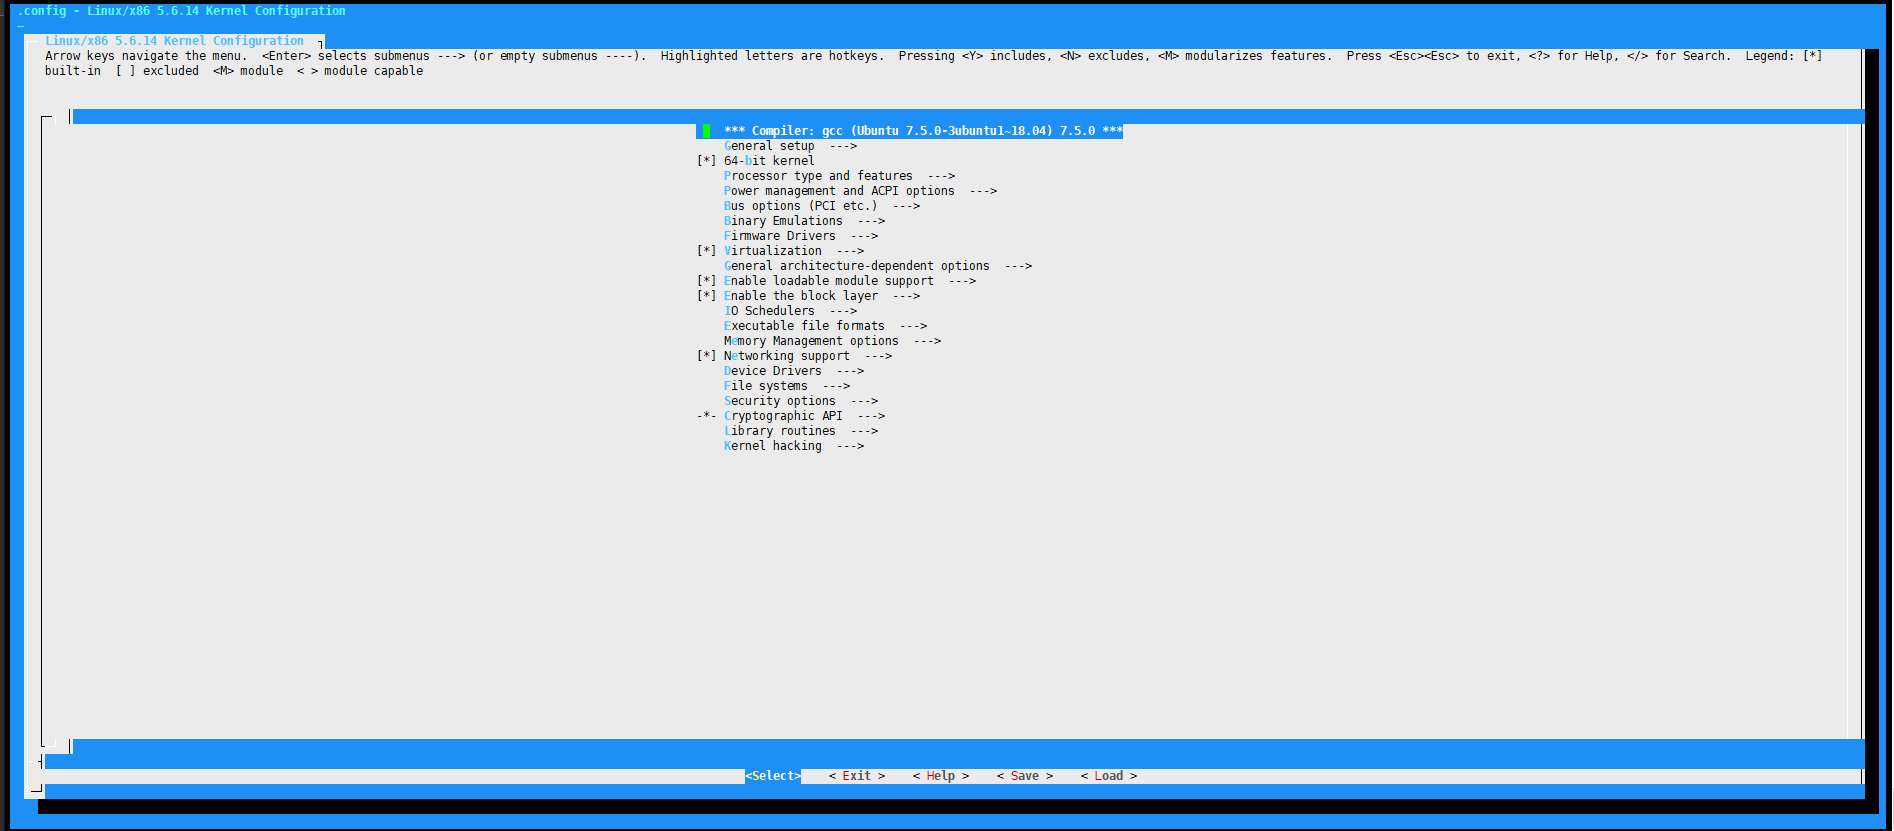 .config - Linux/x86 5.6.14 Kernel Configuration
Linux/x86 5.6.14 Kernel Configuration
Arrow keys navigate the menu.  <Enter> selects submenus ---> (or empty submenus ----).  Highlighted letters are hotkeys.  Pressing <Y> includes, <N> excludes, <M> modularizes features.  Press <Esc><Esc> to exit, <?> for Help, </> for Search.  Legend: [*]
built-in  [ ] excluded  <M> module  < > module capable
*** Compiler: gcc (Ubuntu 7.5.0-3ubuntu1~18.04) 7.5.0 ***
General setup  --->
[*] 64-bit kernel
Processor type and features  --->
Power management and ACPI options  --->
Bus options (PCI etc.)  --->
Binary Emulations  --->
Firmware Drivers  --->
[*] Virtualization  --->
General architecture-dependent options  --->
[*] Enable loadable module support  --->
[*] Enable the block layer  --->
IO Schedulers  --->
Executable file formats  --->
Memory Management options  --->
[*] Networking support  --->
Device Drivers  --->
File systems  --->
Security options  --->
-*- Cryptographic API  --->
Library routines  --->
Kernel hacking  --->
<Select>    < Exit >    < Help >    < Save >    < Load >